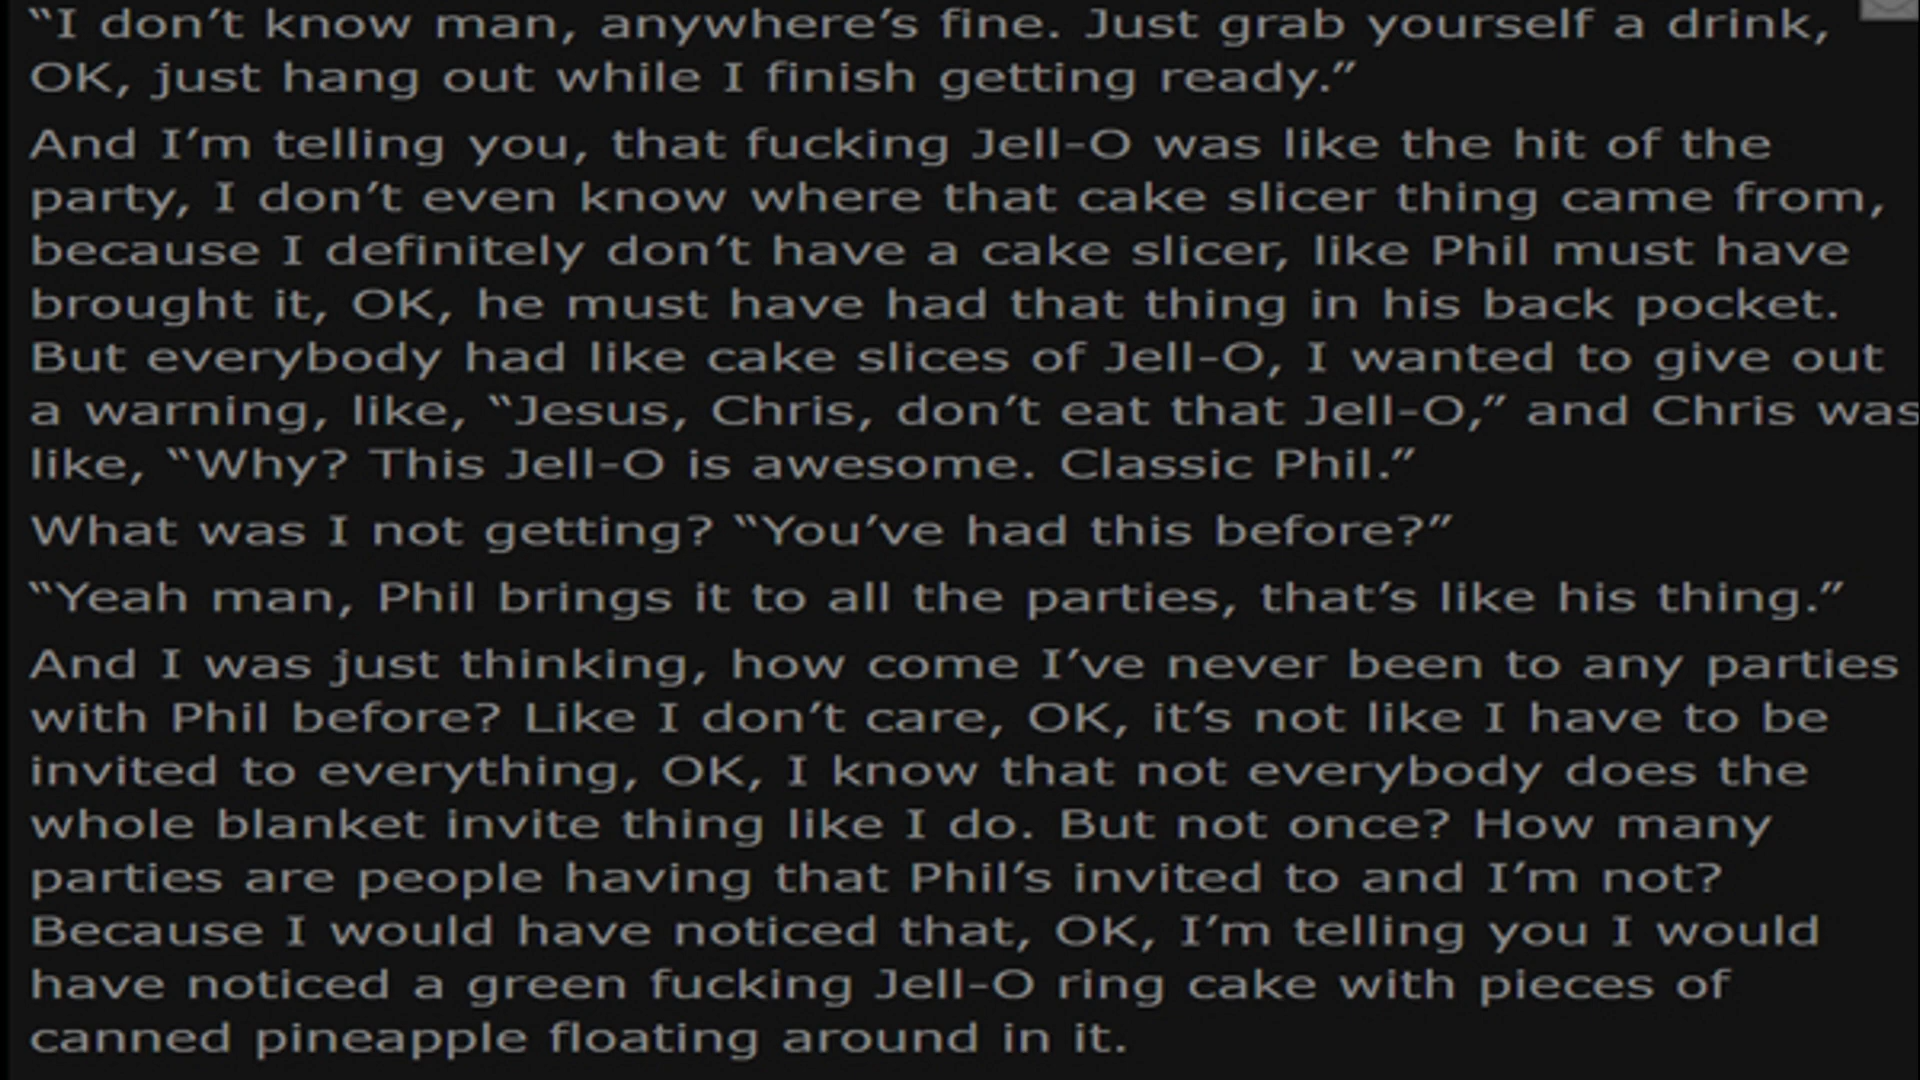 “I don’t know man, anywhere’s fine. Just grab yourself a drink,
OK, just hang out while I finish getting ready.”
And I’m telling you, that fucking Jell-O was like the hit of the
party, I don’t even know where that cake slicer thing came from,
because I definitely don’t have a cake slicer, like Phil must have
brought it, OK, he must have had that thing in his back pocket.
But everybody had like cake slices of Jell-O, I wanted to give out
a warning, like, “Jesus, Chris, don’t eat that Jell-O,” and Chris was
like, “Why? This Jell-O is awesome. Classic Phil.”
What was I not getting? “You’ve had this before?”
“Yeah man, Phil brings it to all the parties, that’s like his thing.”
And I was just thinking, how come I’ve never been to any parties
with Phil before? Like I don’t care, OK, it’s not like I have to be
invited to everything, OK, I know that not everybody does the
whole blanket invite thing like I do. But not once? How many
parties are people having that Phil’s invited to and I’m not?
Because I would have noticed that, OK, I’m telling you I would
have noticed a green fucking Jell-O ring cake with pieces of
canned pineapple floating around in it.